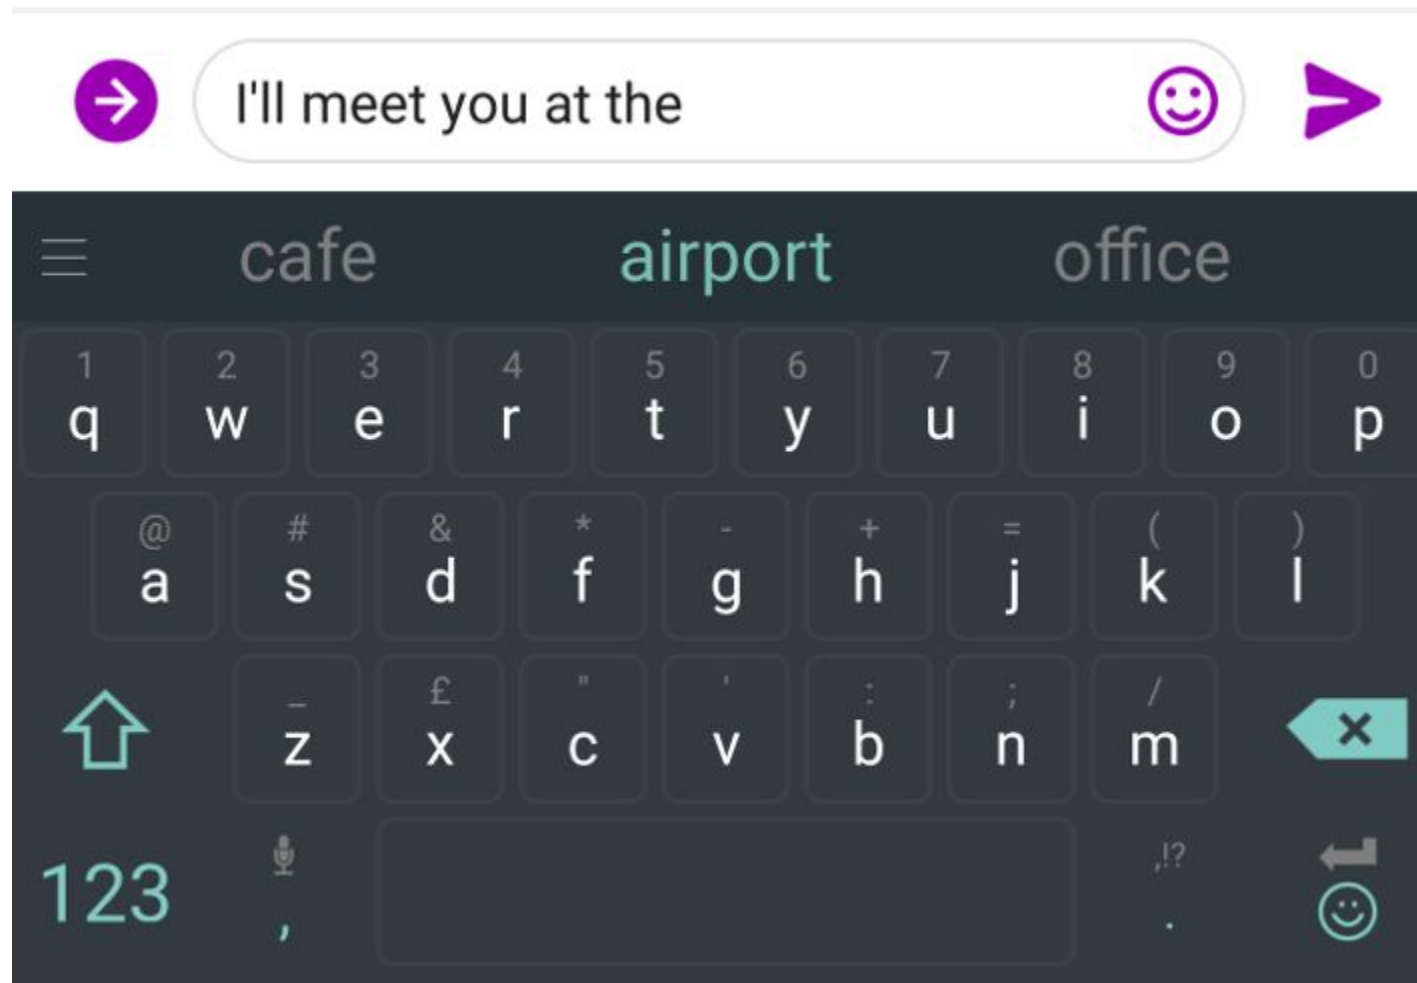 I'll meet you at the
cafe airport office
1 2 3 4 5 6 7 8 9 0
q w e r t y u i o p
@ # & * - + = ( )
a s d f g h j k l
_ £ " ' : ; /
z x c v b n m
123 , ,!? .